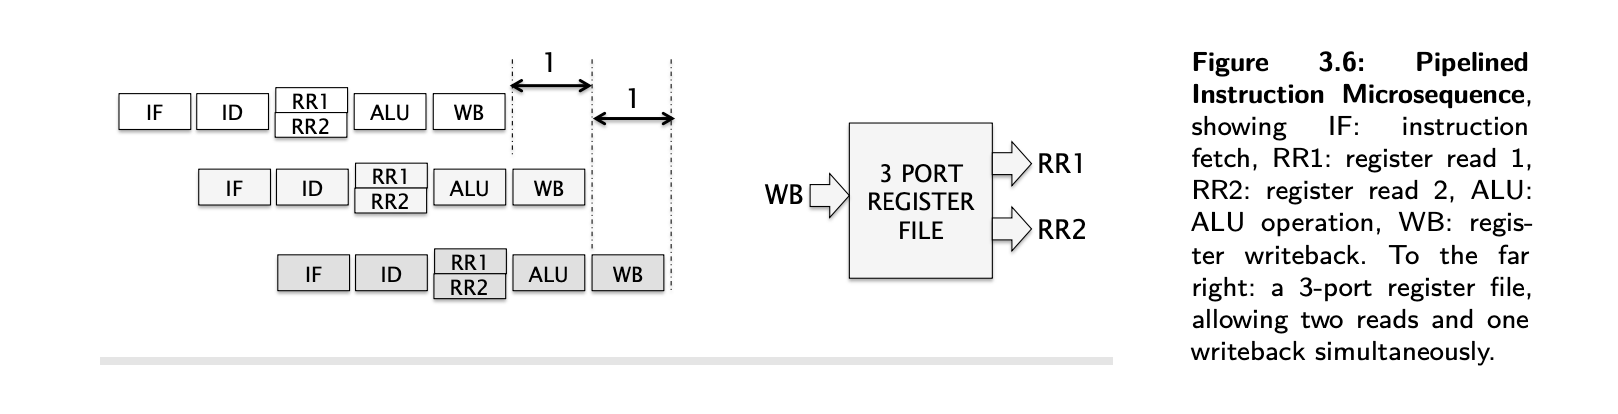 1
1
IF ID RR1 ALU WB
RR2
IF ID RR1 ALU WB
RR2
IF ID RR1 ALU WB
RR2
WB
3 PORT
REGISTER
FILE
RR1
RR2
Figure 3.6: Pipelined
Instruction Microsequence,
showing IF: instruction
fetch, RR1: register read 1,
RR2: register read 2, ALU:
ALU operation, WB: regis-
ter writeback. To the far
right: a 3-port register file,
allowing two reads and one
writeback simultaneously.